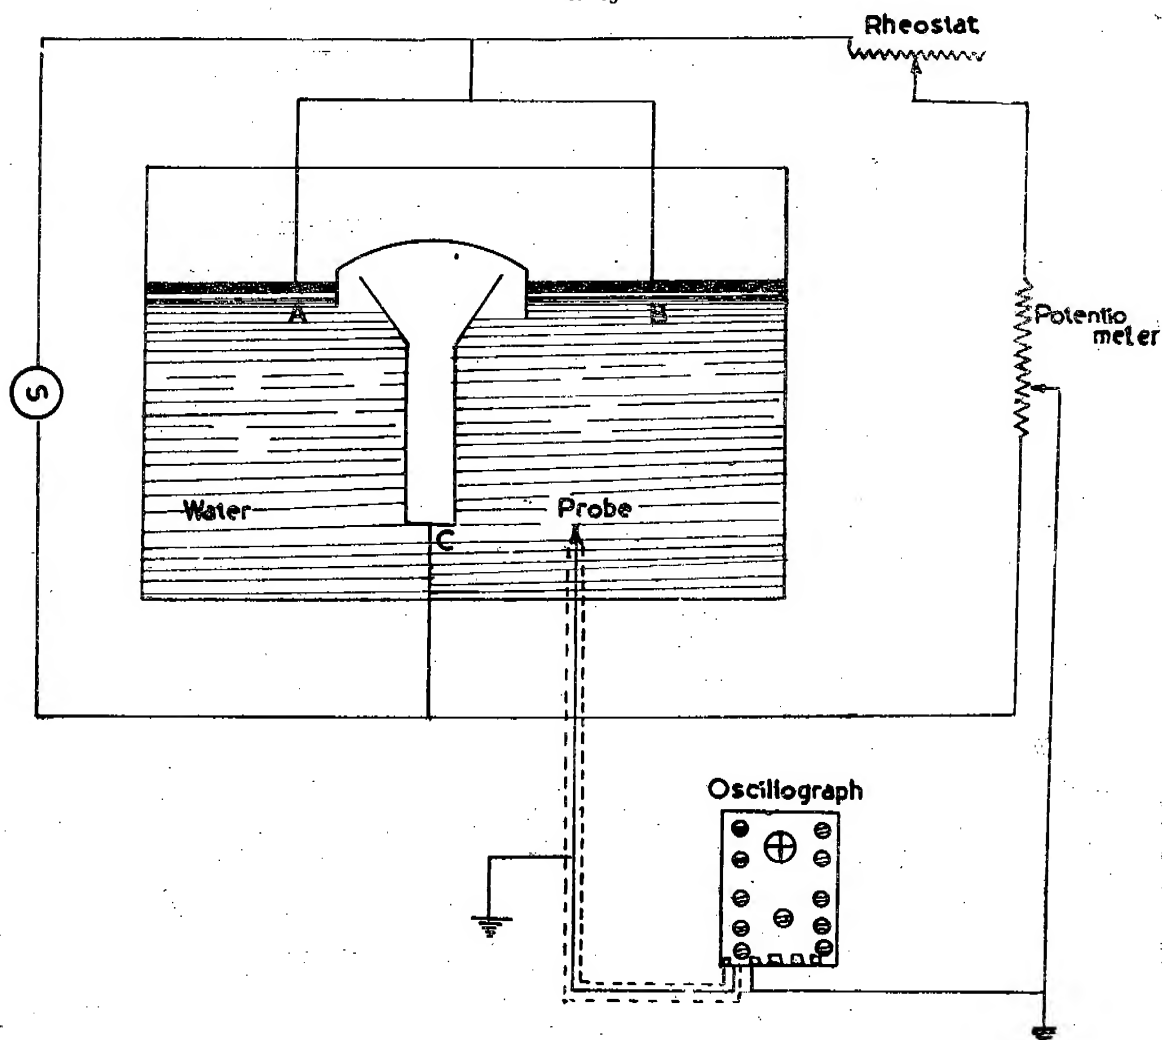 Rheostat
A
B
Potentio
meter
S
Water
Probe
C
Oscillograph